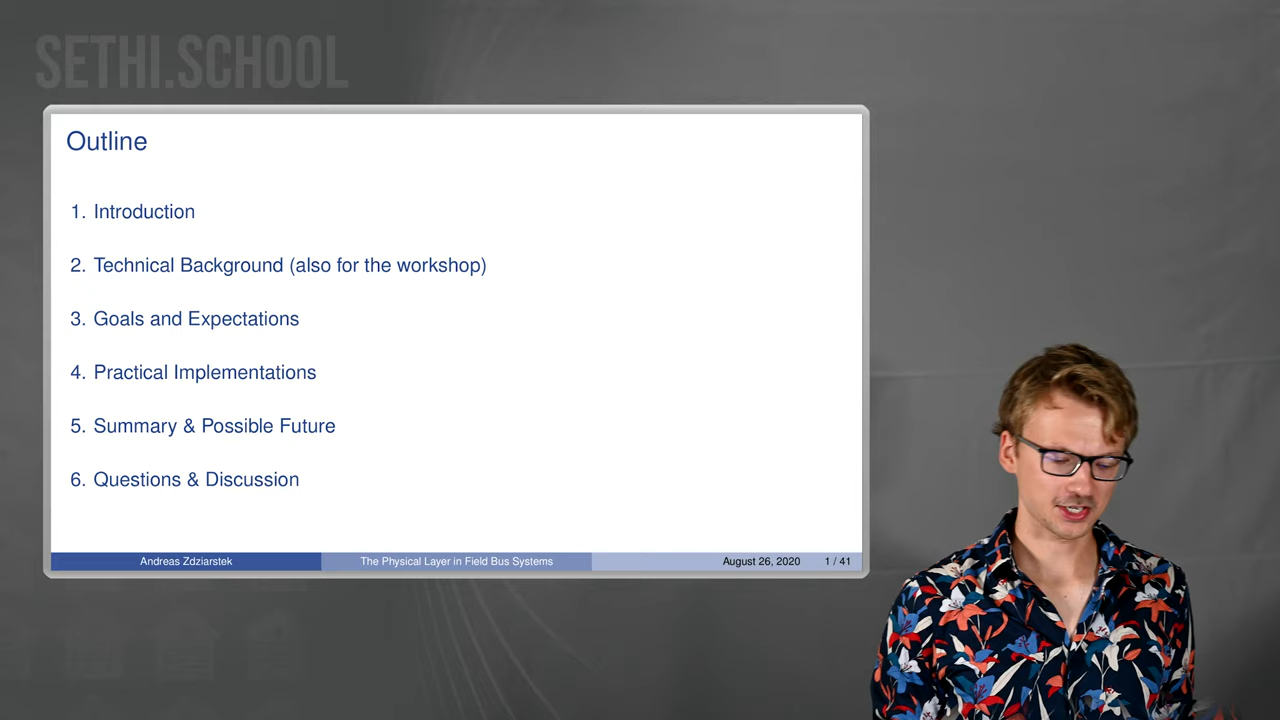 SETHI.SCHOOL
Outline
1. Introduction
2. Technical Background (also for the workshop)
3. Goals and Expectations
4. Practical Implementations
5. Summary & Possible Future
6. Questions & Discussion
Andreas Zdziarstek The Physical Layer in Field Bus Systems August 26, 2020 1 / 41